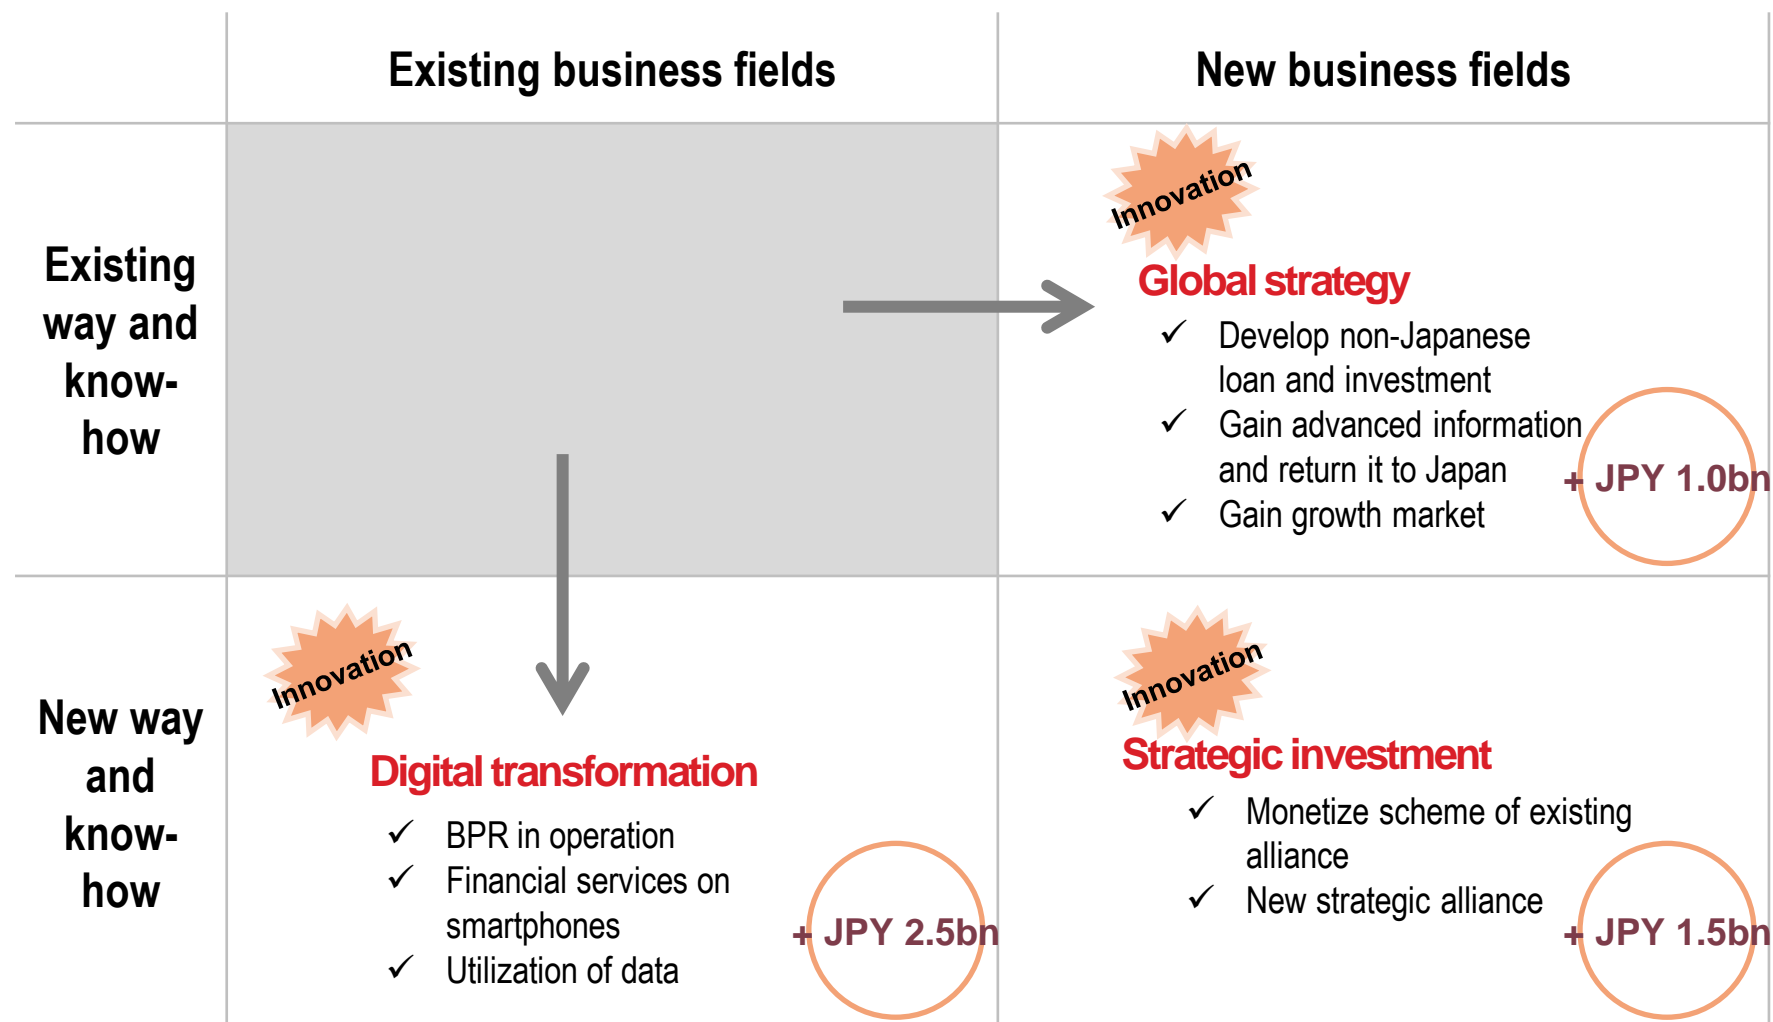 Existing business fields
New business fields
Existing
way and
know-
how
Innovation
Global strategy
✓ Develop non-Japanese
loan and investment
✓ Gain advanced information
and return it to Japan
✓ Gain growth market
+ JPY 1.0bn
New way
and
know-
how
Innovation
Digital transformation
✓ BPR in operation
✓ Financial services on
smartphones
✓ Utilization of data
+ JPY 2.5bn
Innovation
Strategic investment
✓ Monetize scheme of existing
alliance
✓ New strategic alliance
+ JPY 1.5bn